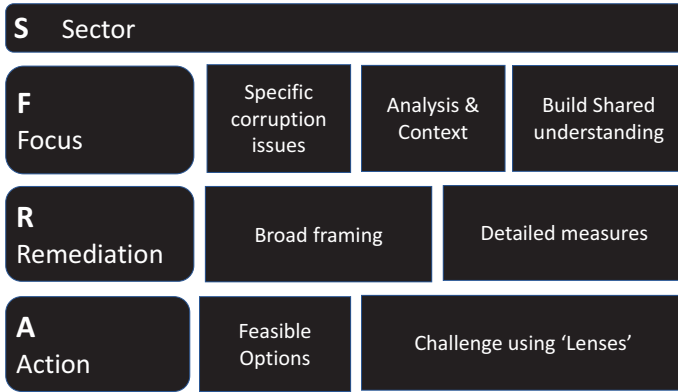 S Sector
F
Focus
Specific
corruption
issues
Analysis &
Context
Build Shared
understanding
R
Remediation
Broad framing
Detailed measures
A
Action
Feasible
Options
Challenge using ‘Lenses’